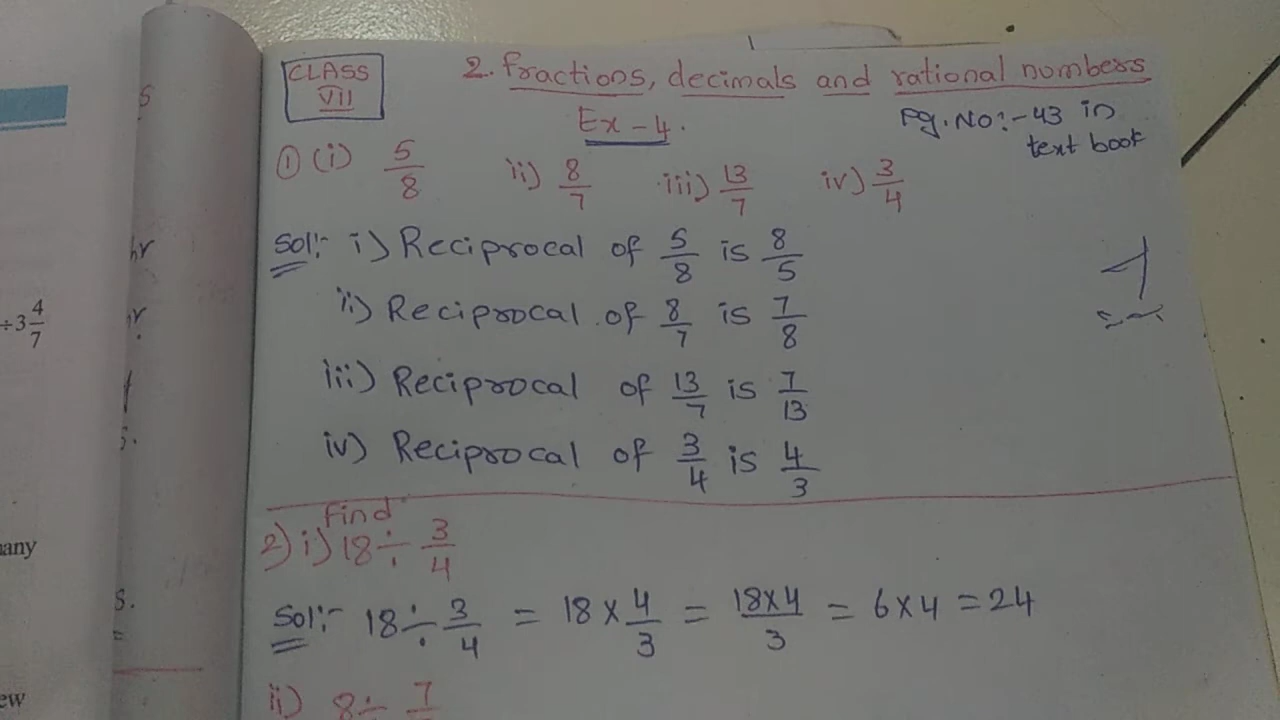 CLASS VII
2. fractions, decimals and rational numbers
Ex - 4.
Pg. No:- 43 in
text book
① (i) 5/8 ii) 8/7 iii) 13/7 iv) 3/4
Sol:- i) Reciprocal of 5/8 is 8/5
ii) Reciprocal of 8/7 is 7/8
iii) Reciprocal of 13/7 is 7/13
iv) Reciprocal of 3/4 is 4/3
Find
2) i) 18 ÷ 3/4
Sol:- 18 ÷ 3/4 = 18 × 4/3 = 18×4/3 = 6 × 4 = 24
ii) 8 ÷ 7
÷ 3 4/7